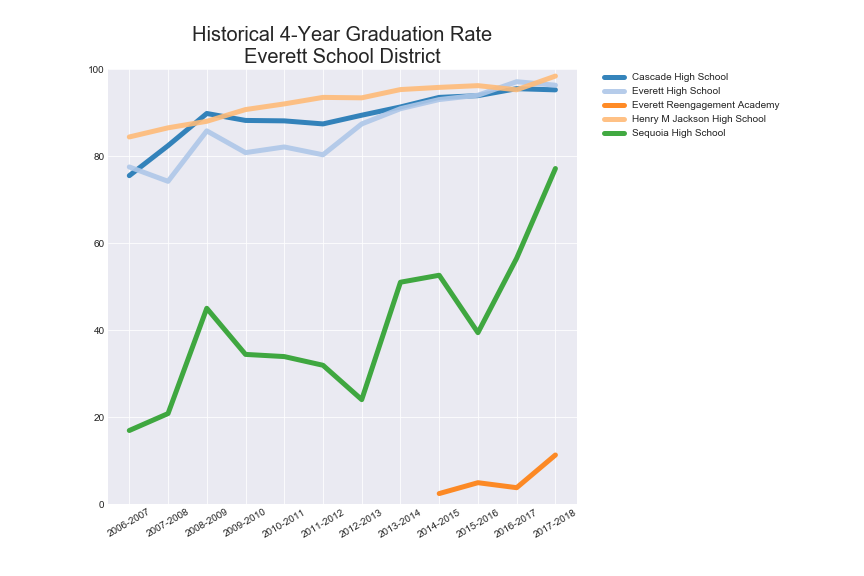 Historical 4-Year Graduation Rate
Everett School District
100
80
60
40
20
0
2006-2007
2007-2008
2008-2009
2009-2010
2010-2011
2011-2012
2012-2013
2013-2014
2014-2015
2015-2016
2016-2017
2017-2018
Cascade High School
Everett High School
Everett Reengagement Academy
Henry M Jackson High School
Sequoia High School